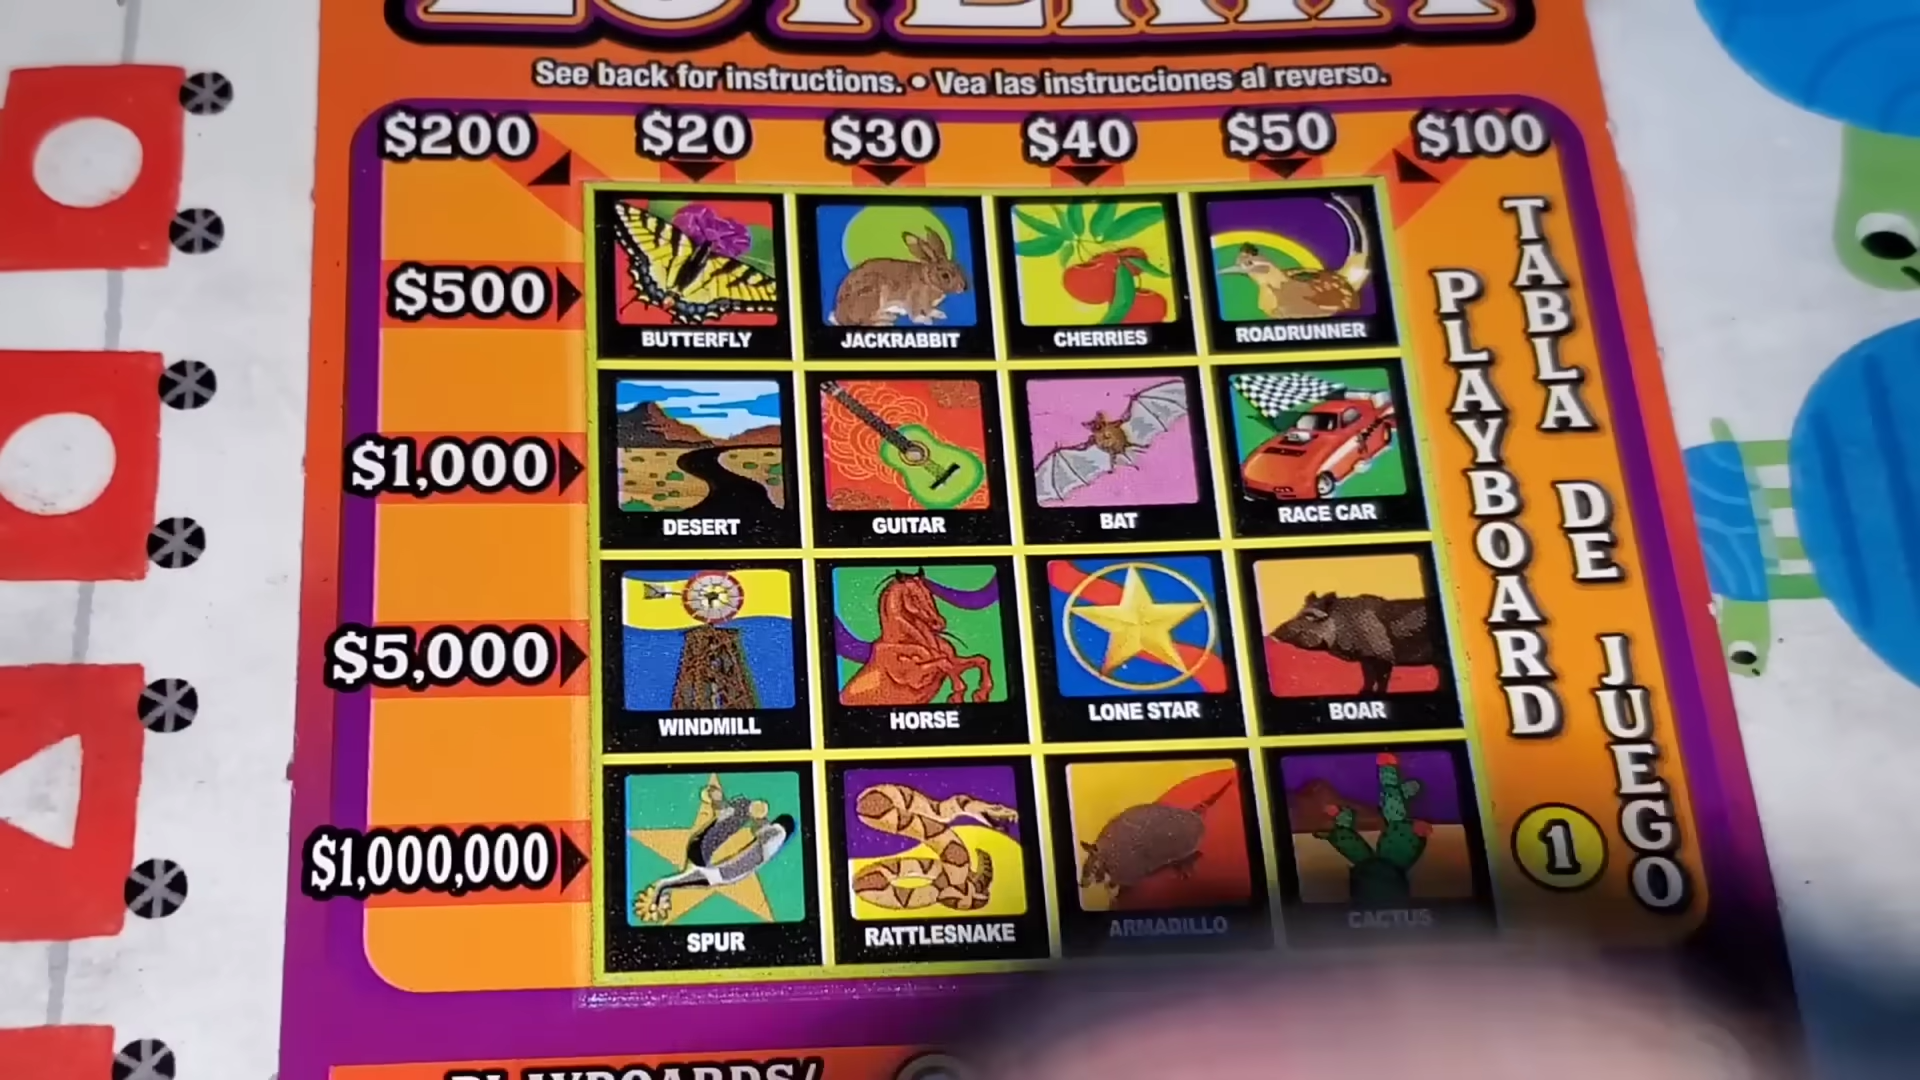 See back for instructions. • Vea las instrucciones al reverso.
$200 $20 $30 $40 $50 $100
$500
BUTTERFLY JACKRABBIT CHERRIES ROADRUNNER
$1,000
DESERT GUITAR BAT RACE CAR
$5,000
WINDMILL HORSE LONE STAR BOAR
$1,000,000
SPUR RATTLESNAKE ARMADILLO CACTUS
TABLA DE JUEGO
PLAYBOARD
1
PLAYBOARDS/